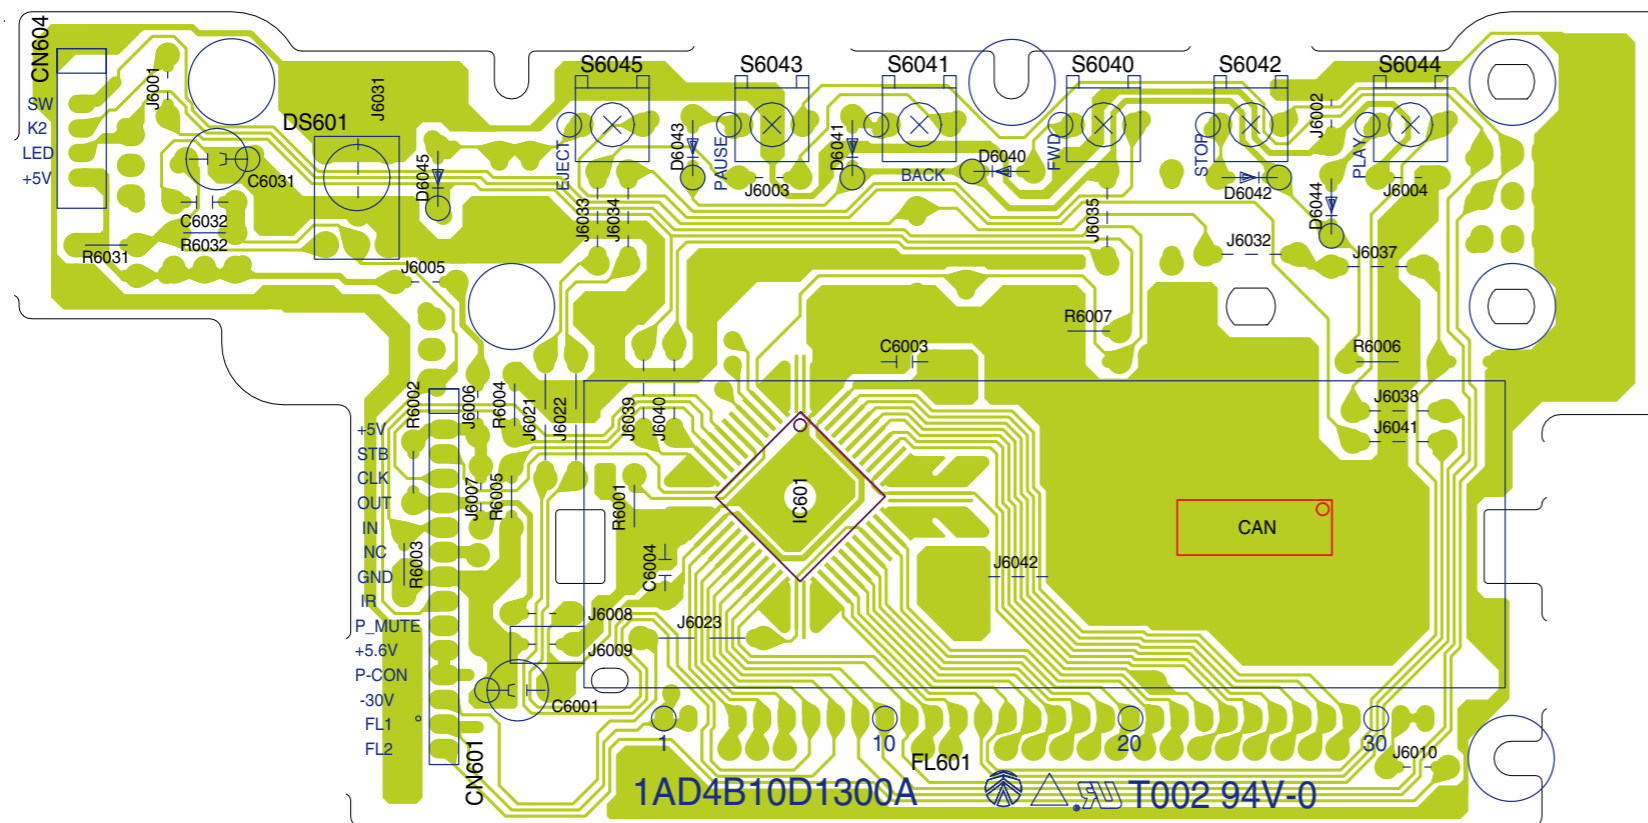 CN604
SW
K2
LED
+5V
J6001
DS601
J6031
C6031
C6032
R6032
R6031
D6045
J6005
S6045
EJECT
J6033
J6034
D6043
S6043
PAUSE
J6003
D6041
S6041
BACK
D6040
S6040
FWD
J6035
S6042
STOP
D6042
J6032
J6002
D6044
S6044
PLAY
J6004
J6037
R6007
R6006
C6003
J6038
J6041
R6002
J6006
R6004
J6021
J6022
J6039
J6040
+5V
STB
CLK
OUT
IN
NC
GND
IR
P_MUTE
+5.6V
P-CON
-30V
FL1
FL2
CN601
J6007
R6005
R6003
R6001
C6004
IC601
CAN
J6042
J6008
J6009
J6023
C6001
1
10
20
30
FL601
J6010
1AD4B10D1300A
T002 94V-0